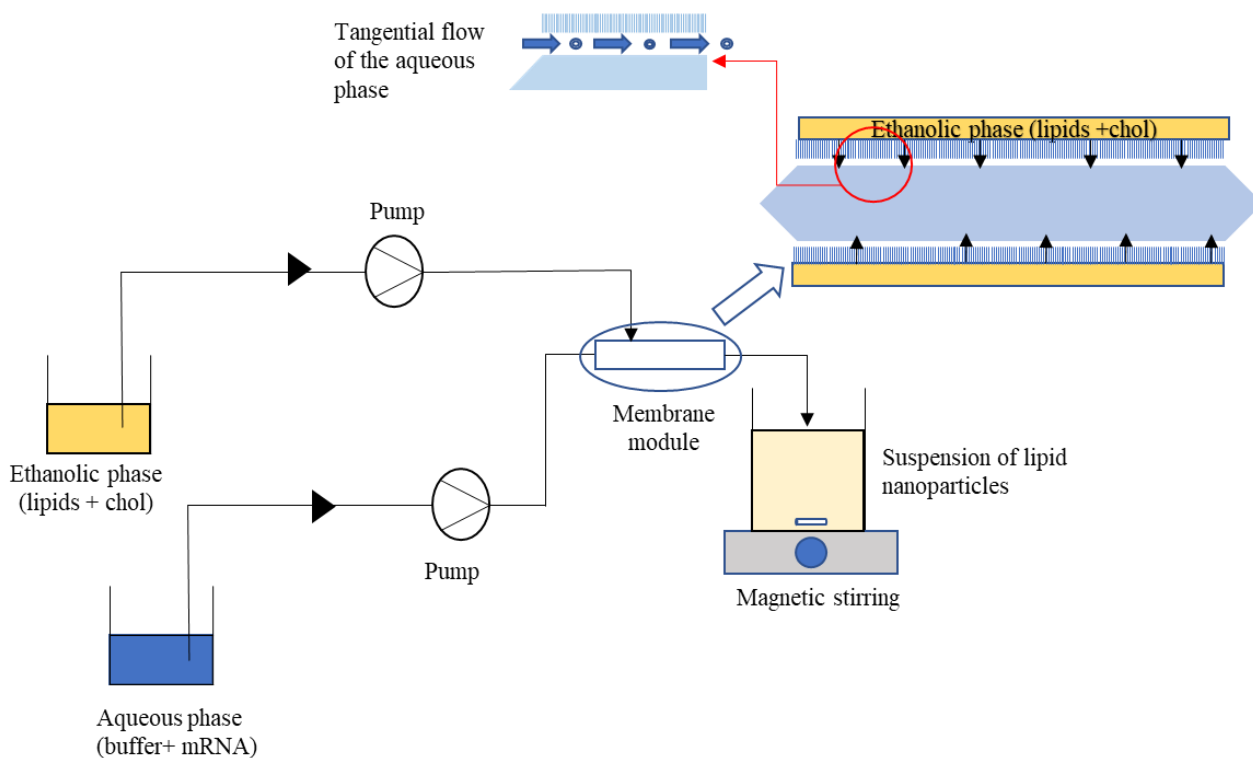 Tangential flow
of the aqueous
phase
Ethanolic phase (lipids +chol)
Pump
Membrane
module
Ethanolic phase
(lipids + chol)
Suspension of lipid
nanoparticles
Pump
Magnetic stirring
Aqueous phase
(buffer+ mRNA)